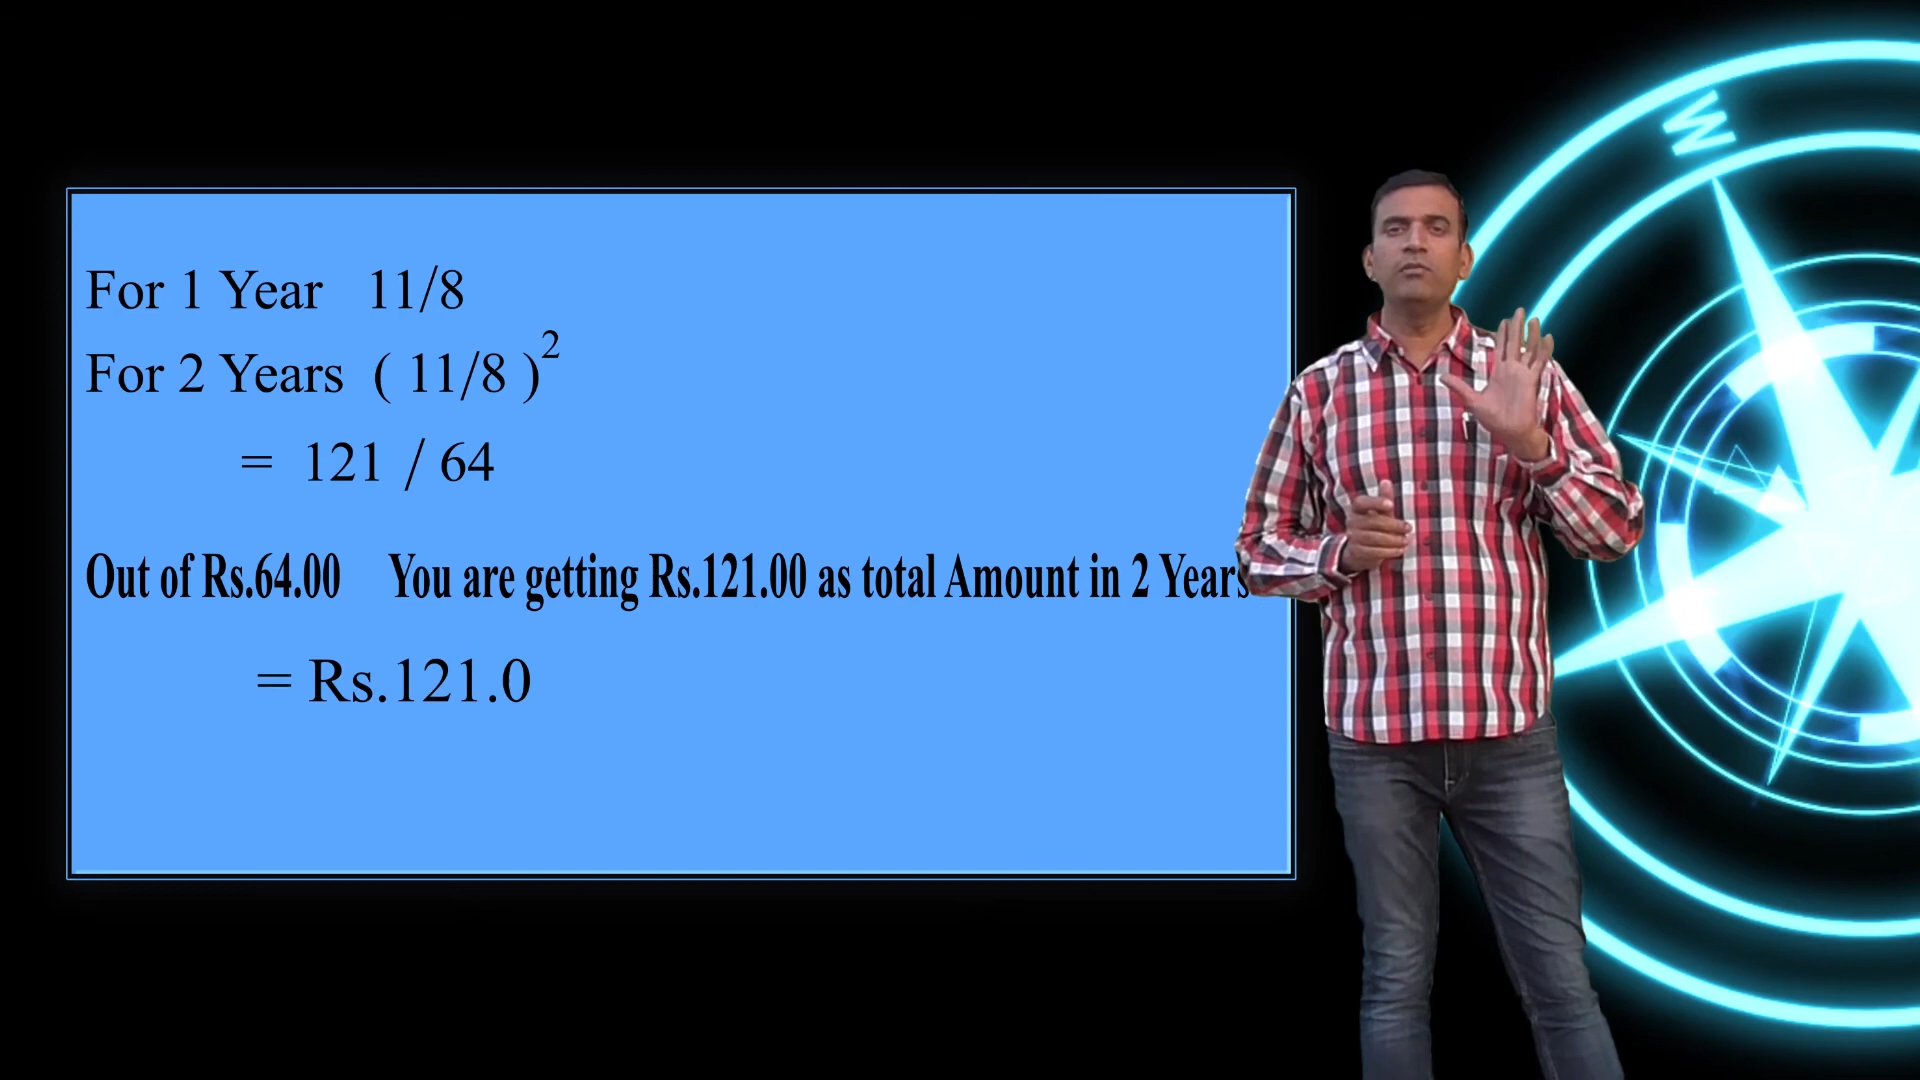 For 1 Year 11/8
For 2 Years ( 11/8 )²
= 121 / 64
Out of Rs.64.00 You are getting Rs.121.00 as total Amount in 2 Years
= Rs.121.0
W